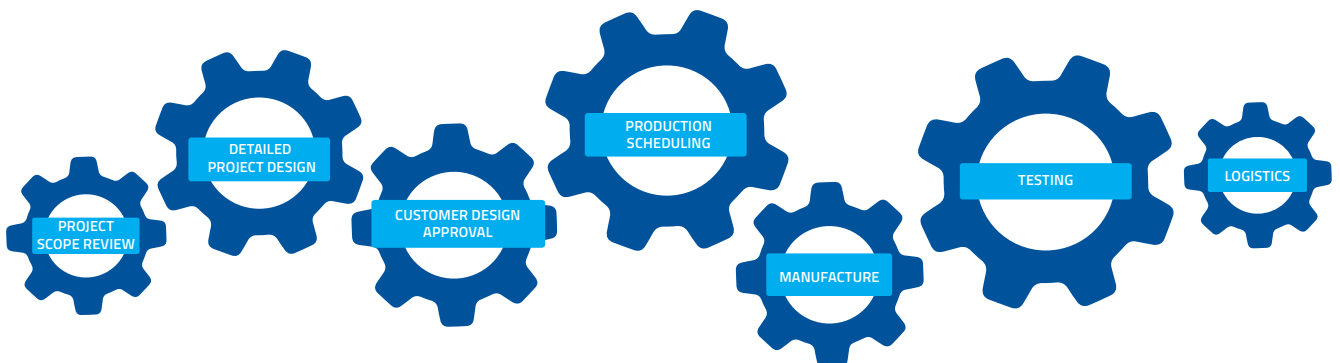 PROJECT
SCOPE REVIEW
DETAILED
PROJECT DESIGN
CUSTOMER DESIGN
APPROVAL
PRODUCTION
SCHEDULING
MANUFACTURE
TESTING
LOGISTICS